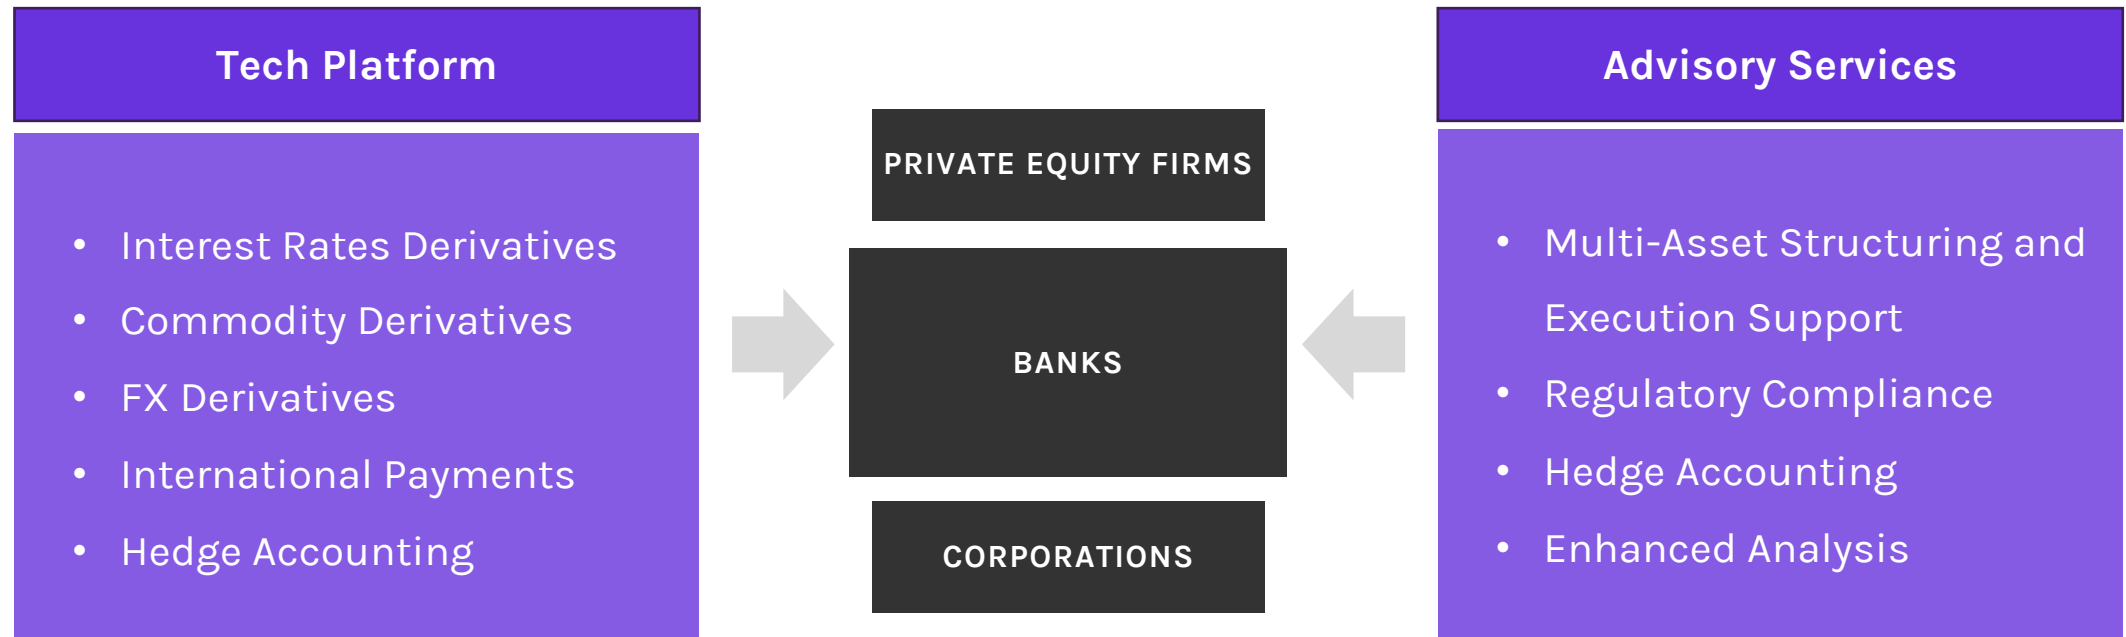 Tech Platform
• Interest Rates Derivatives
• Commodity Derivatives
• FX Derivatives
• International Payments
• Hedge Accounting
PRIVATE EQUITY FIRMS
BANKS
CORPORATIONS
Advisory Services
• Multi-Asset Structuring and
Execution Support
• Regulatory Compliance
• Hedge Accounting
• Enhanced Analysis